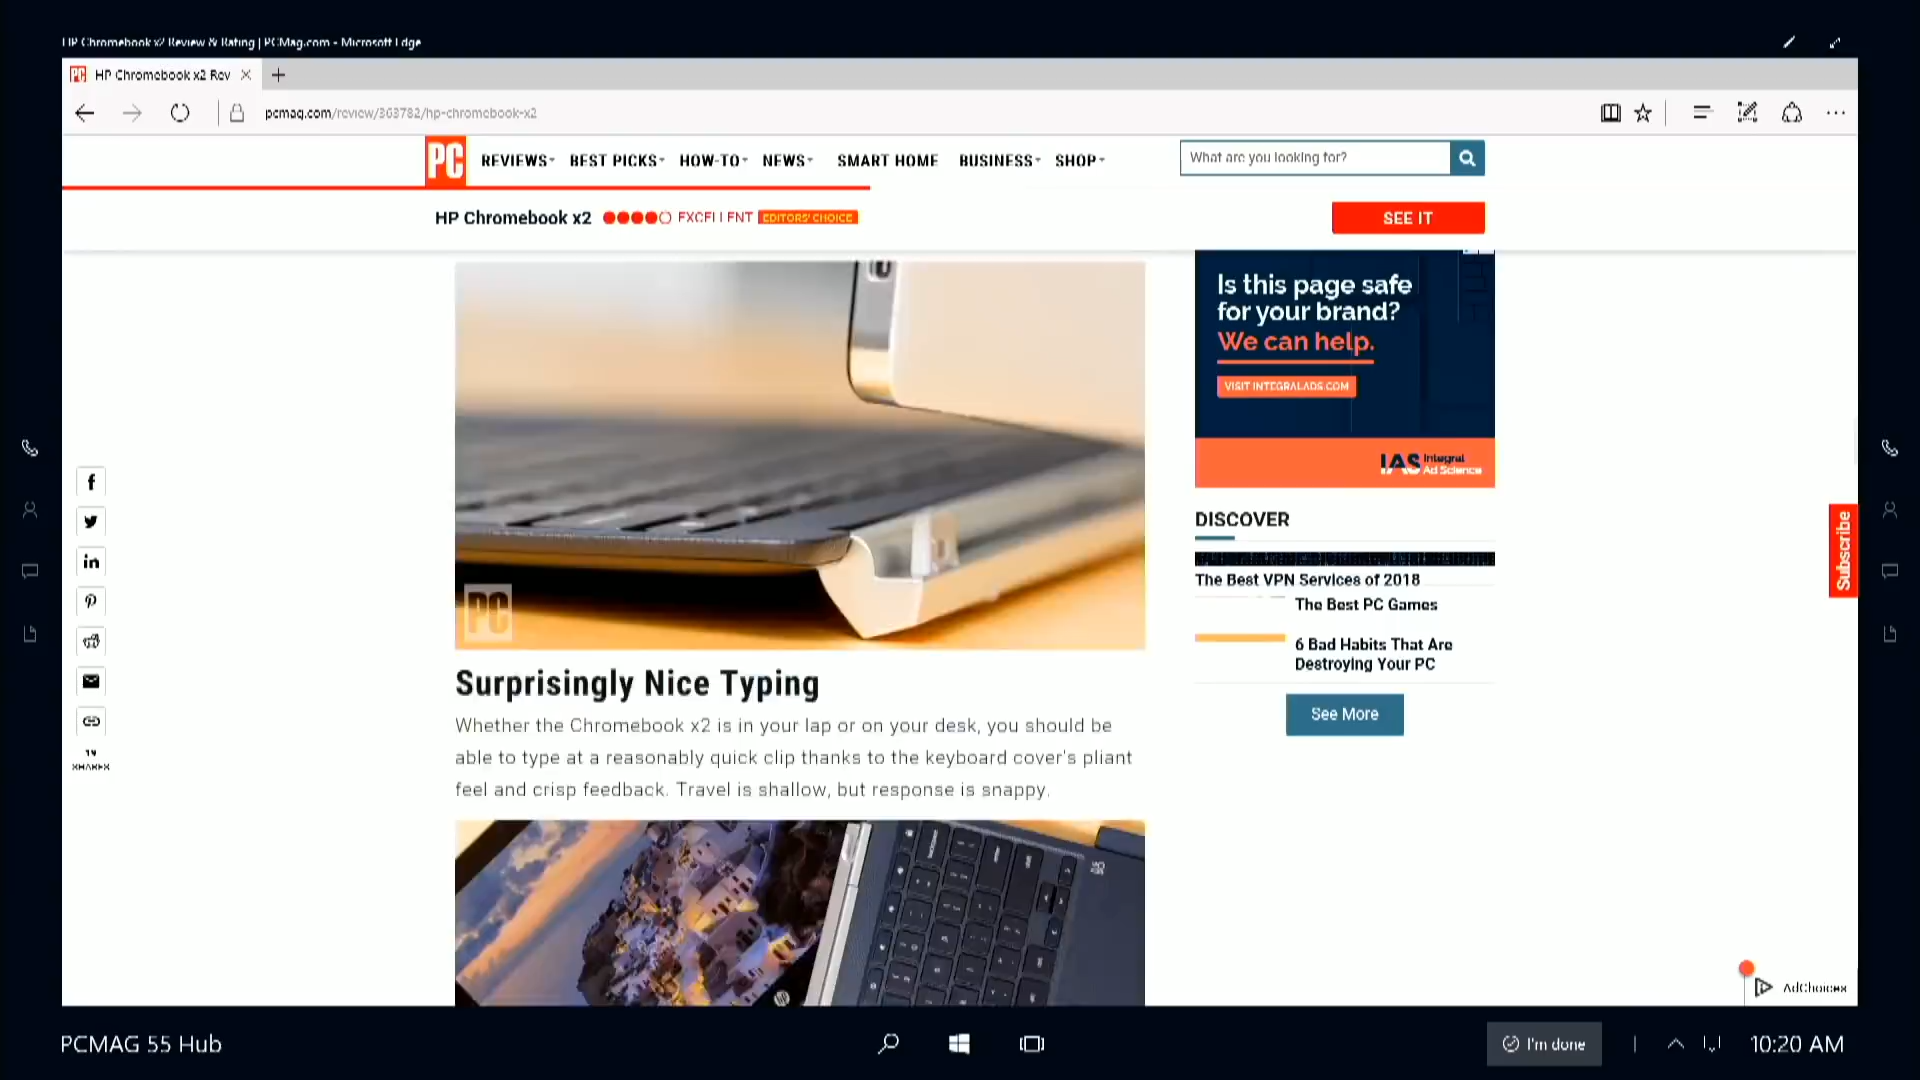 HP Chromebook x2 Review & Rating | PCMag.com - Microsoft Edge
PC HP Chromebook x2 Rev
pcmag.com/review/363782/hp-chromebook-x2
PC REVIEWS BEST PICKS HOW-TO NEWS SMART HOME BUSINESS SHOP
What are you looking for?
HP Chromebook x2 EXCELLENT EDITORS' CHOICE
SEE IT
Is this page safe
for your brand?
We can help.
VISIT INTEGRALADS.COM
IAS Integral
Ad Science
DISCOVER
The Best VPN Services of 2018
The Best PC Games
6 Bad Habits That Are
Destroying Your PC
See More
Subscribe
19
SHARES
PC
Surprisingly Nice Typing
Whether the Chromebook x2 is in your lap or on your desk, you should be
able to type at a reasonably quick clip thanks to the keyboard cover's pliant
feel and crisp feedback. Travel is shallow, but response is snappy.
hp
AdChoices
PCMAG 55 Hub
I'm done
10:20 AM